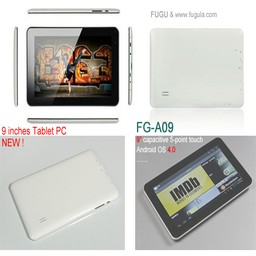 FUGU & www.fugula.com
9 inches Tablet PC
NEW !
FG-A09
9" capacitive 5-point touch
Android OS 4.0
IMDb